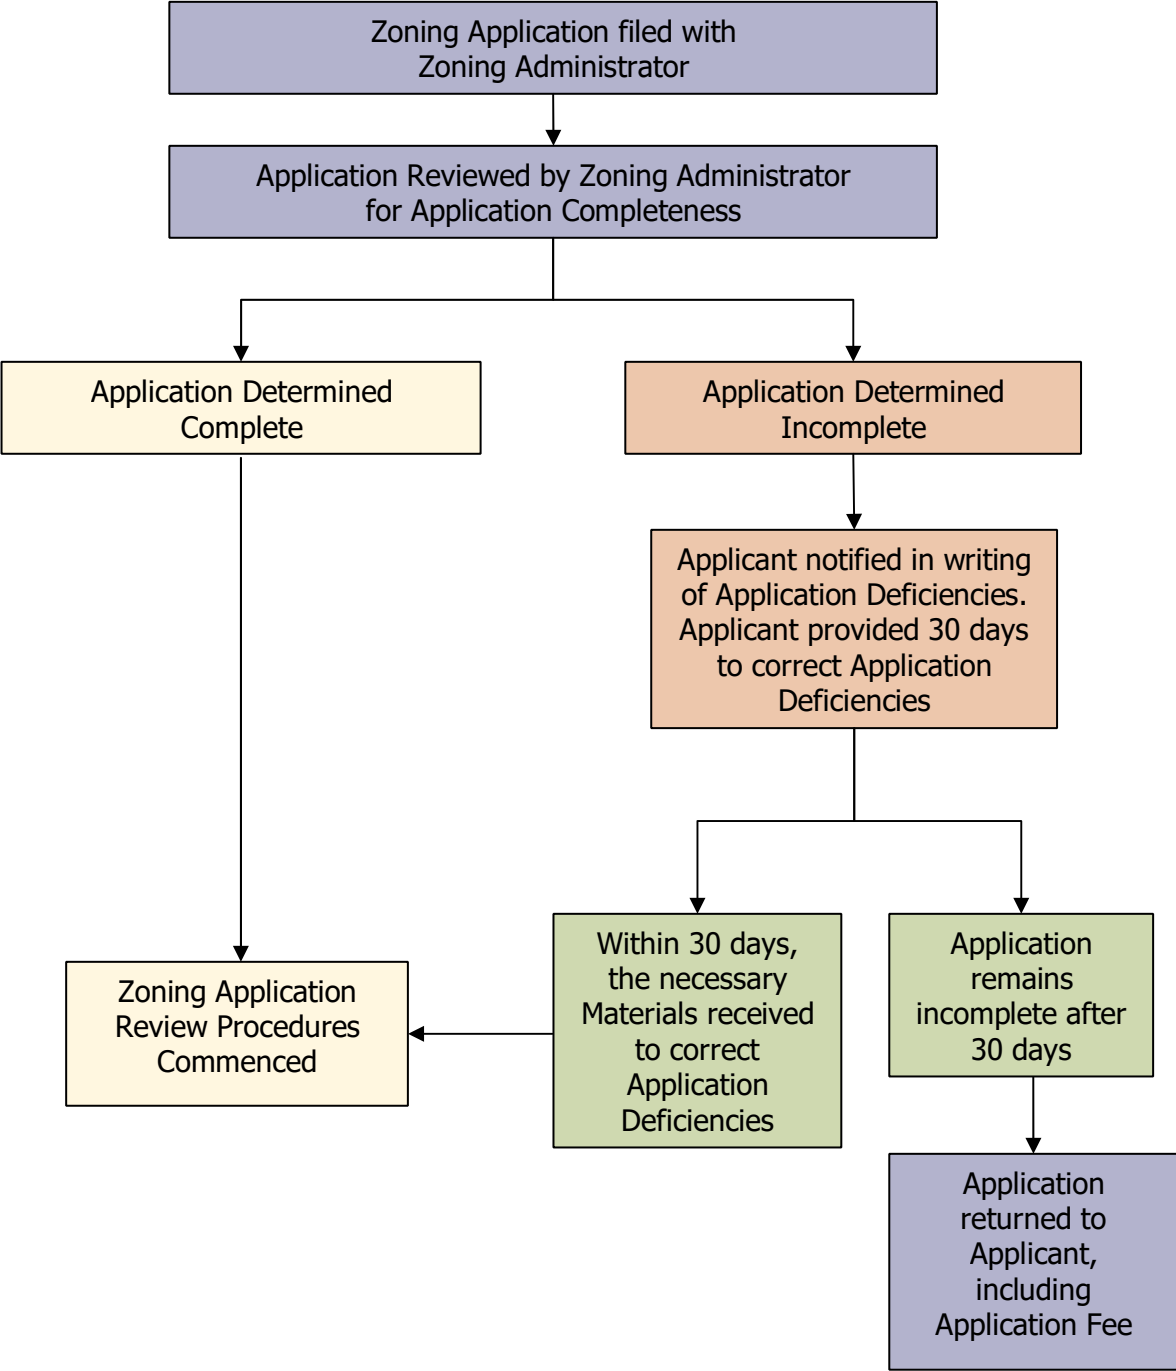 Zoning Application filed with
Zoning Administrator
Application Reviewed by Zoning Administrator
for Application Completeness
Application Determined
Complete
Application Determined
Incomplete
Applicant notified in writing
of Application Deficiencies.
Applicant provided 30 days
to correct Application
Deficiencies
Zoning Application
Review Procedures
Commenced
Within 30 days,
the necessary
Materials received
to correct
Application
Deficiencies
Application
remains
incomplete after
30 days
Application
returned to
Applicant,
including
Application Fee